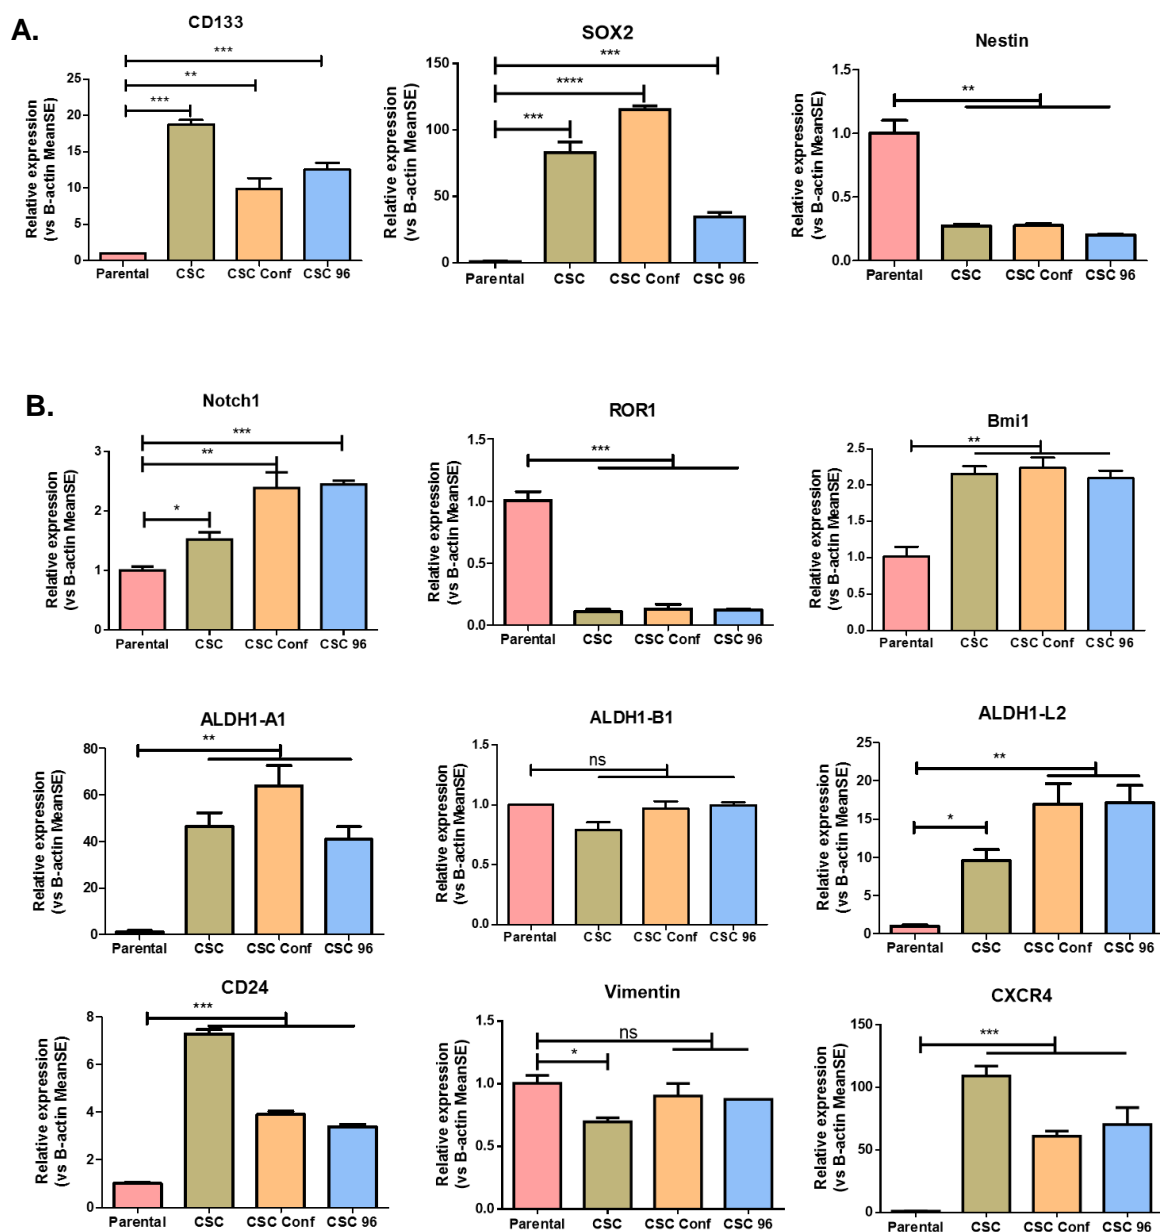 A.
CD133
***
**
***
25
20
15
10
5
0
Relative expression
(vs B-actin MeanSE)
Parental
CSC
CSC Conf
CSC 96
SOX2
***
****
***
150
100
50
0
Relative expression
(vs B-actin MeanSE)
Parental
CSC
CSC Conf
CSC 96
Nestin
**
1.5
1.0
0.5
0.0
Relative expression
(vs B-actin MeanSE)
Parental
CSC
CSC Conf
CSC 96
B.
Notch1
***
**
*
3
2
1
0
Relative expression
(vs B-actin MeanSE)
Parental
CSC
CSC Conf
CSC 96
ROR1
***
1.5
1.0
0.5
0.0
Relative expression
(vs B-actin MeanSE)
Parental
CSC
CSC Conf
CSC 96
Bmi1
**
2.5
2.0
1.5
1.0
0.5
0.0
Relative expression
(vs B-actin MeanSE)
Parental
CSC
CSC Conf
CSC 96
ALDH1-A1
**
80
60
40
20
0
Relative expression
(vs B-actin MeanSE)
Parental
CSC
CSC Conf
CSC 96
ALDH1-B1
ns
1.5
1.0
0.5
0.0
Relative expression
(vs B-actin MeanSE)
Parental
CSC
CSC Conf
CSC 96
ALDH1-L2
**
*
25
20
15
10
5
0
Relative expression
(vs B-actin MeanSE)
Parental
CSC
CSC Conf
CSC 96
CD24
***
8
6
4
2
0
Relative expression
(vs B-actin MeanSE)
Parental
CSC
CSC Conf
CSC 96
Vimentin
ns
*
1.5
1.0
0.5
0.0
Relative expression
(vs B-actin MeanSE)
Parental
CSC
CSC Conf
CSC 96
CXCR4
***
150
100
50
0
Relative expression
(vs B-actin MeanSE)
Parental
CSC
CSC Conf
CSC 96